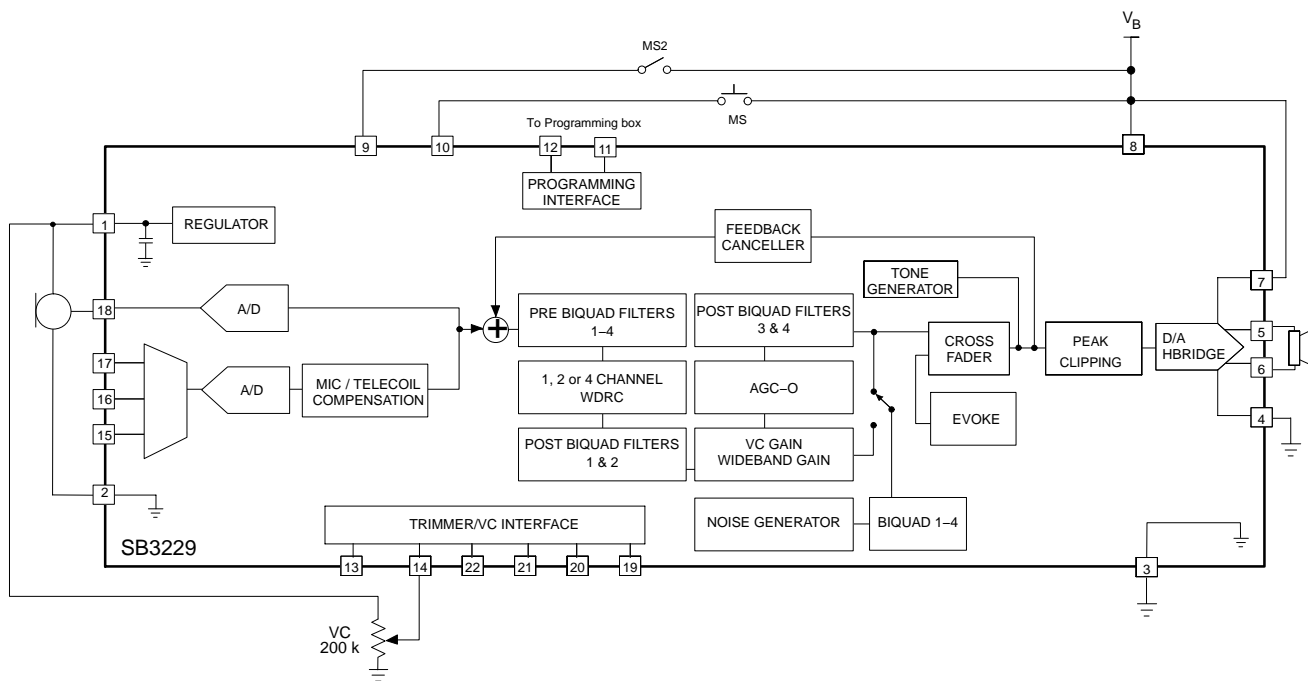 V
B
MS2
MS
To Programming box
9
10
12
11
8
PROGRAMMING
INTERFACE
1
REGULATOR
FEEDBACK
CANCELLER
TONE
GENERATOR
7
18
A/D
+
PRE BIQUAD FILTERS
1–4
POST BIQUAD FILTERS
3 & 4
CROSS
FADER
PEAK
CLIPPING
D/A
HBRIDGE
5
6
17
16
15
A/D
MIC / TELECOIL
COMPENSATION
1, 2 or 4 CHANNEL
WDRC
AGC–O
EVOKE
4
POST BIQUAD FILTERS
1 & 2
VC GAIN
WIDEBAND GAIN
2
NOISE GENERATOR
BIQUAD 1–4
TRIMMER/VC INTERFACE
SB3229
13
14
22
21
20
19
3
VC
200 k